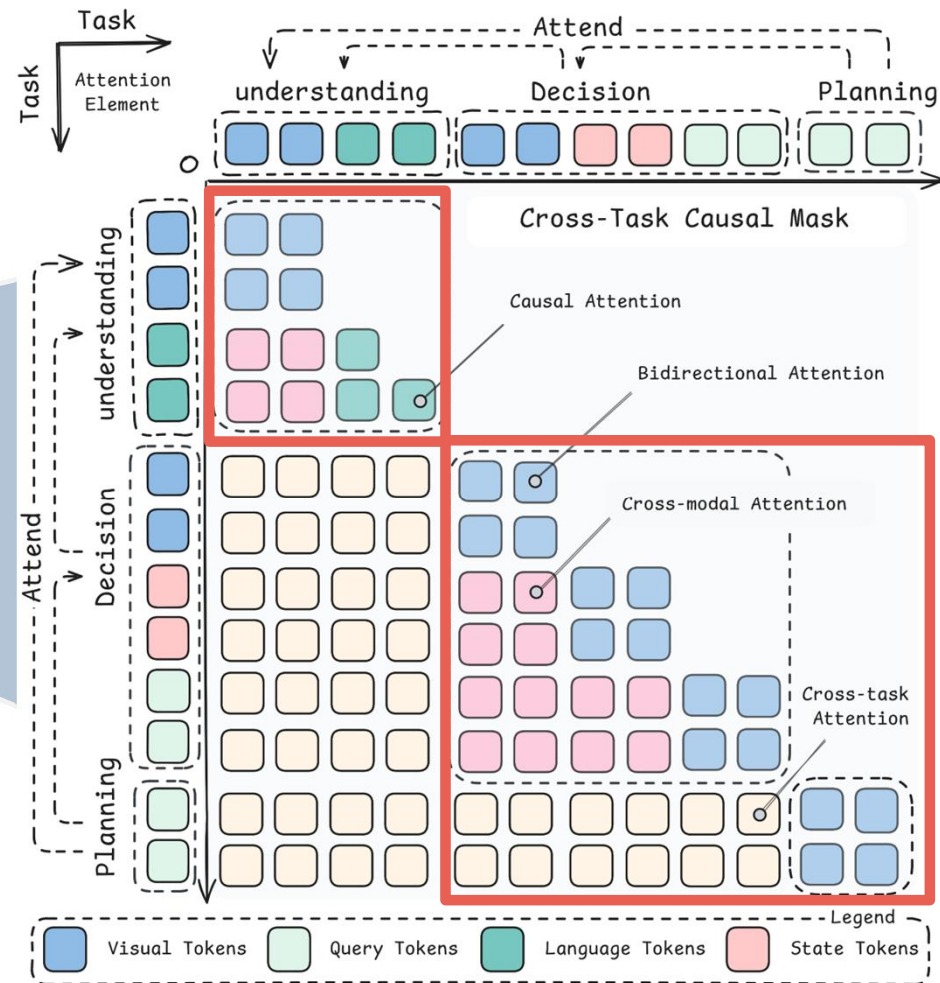 Task
Task
Attention
Element
Attend
understanding
Decision
Planning
O
Cross-Task Causal Mask
understanding
Causal Attention
Bidirectional Attention
Attend
Decision
Cross-modal Attention
Cross-task
Attention
Planning
Legend
Visual Tokens
Query Tokens
Language Tokens
State Tokens